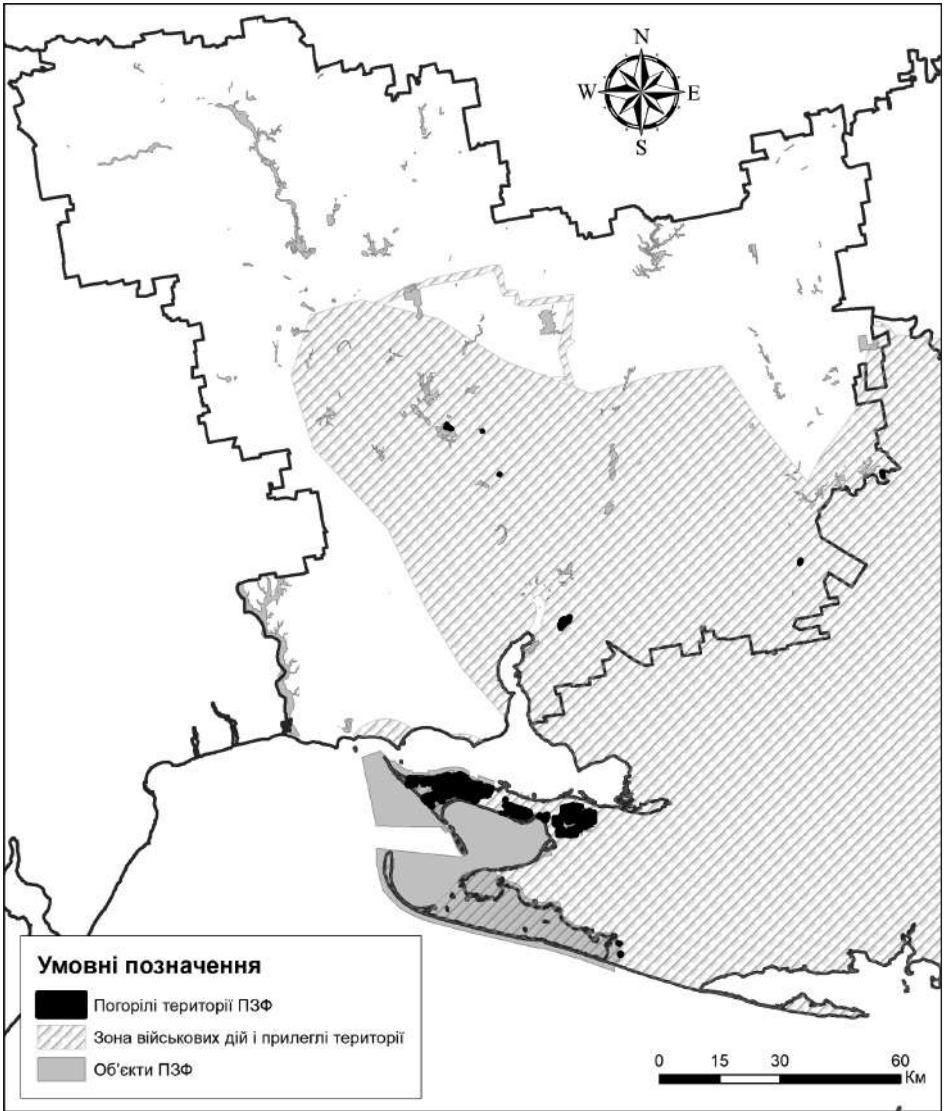 N
W E
S
Умовні позначення
Погорілі території ПЗФ
Зона військових дій і прилеглі території
Об'єкти ПЗФ
0 15 30 60
Км